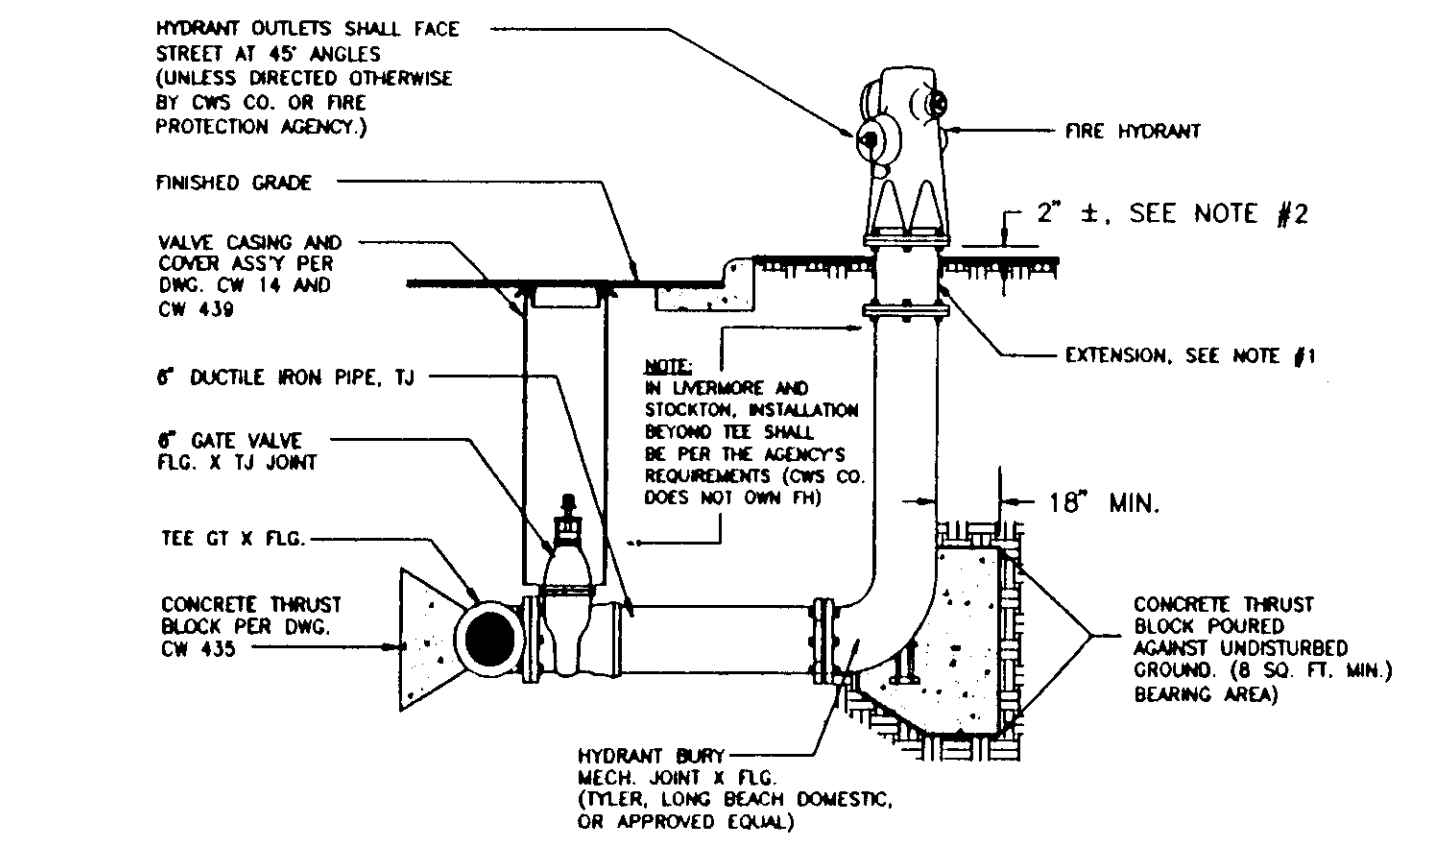 HYDRANT OUTLETS SHALL FACE
STREET AT 45° ANGLES
(UNLESS DIRECTED OTHERWISE
BY CWS CO. OR FIRE
PROTECTION AGENCY.)
FIRE HYDRANT
FINISHED GRADE
2" ±, SEE NOTE #2
VALVE CASING AND
COVER ASS'Y PER
DWG. CW 14 AND
CW 439
EXTENSION, SEE NOTE #1
6" DUCTILE IRON PIPE, TJ
NOTE:
IN LIVERMORE AND
STOCKTON, INSTALLATION
BEYOND TEE SHALL
BE PER THE AGENCY'S
REQUIREMENTS (CWS CO.
DOES NOT OWN FH)
6" GATE VALVE
FLG. X TJ JOINT
18" MIN.
TEE GT X FLG.
CONCRETE THRUST
BLOCK PER DWG.
CW 435
CONCRETE THRUST
BLOCK POURED
AGAINST UNDISTURBED
GROUND. (8 SQ. FT. MIN.)
BEARING AREA)
HYDRANT BURY
MECH. JOINT X FLG.
(TYLER, LONG BEACH DOMESTIC,
OR APPROVED EQUAL)